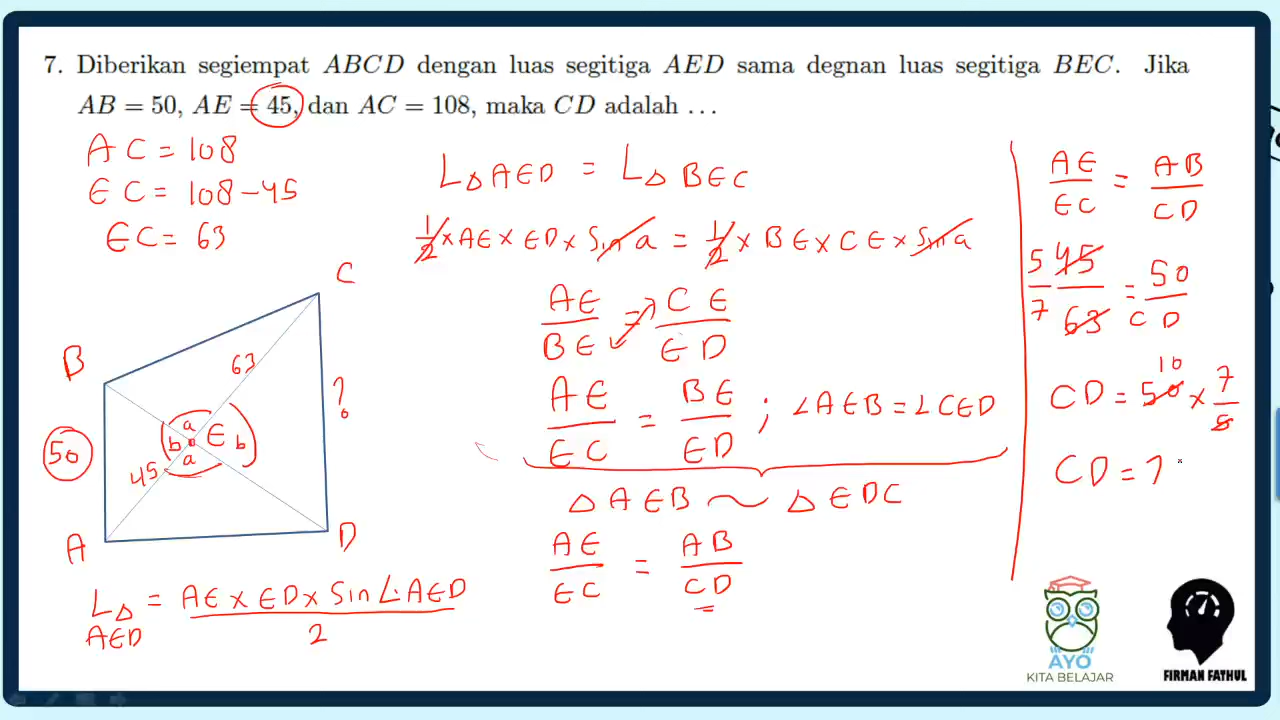 7. Diberikan segiempat ABCD dengan luas segitiga AED sama degnan luas segitiga BEC. Jika
AB = 50, AE = 45, dan AC = 108, maka CD adalah ...
AC = 108
EC = 108 - 45
EC = 63
C
B
63
?
50
a
b E b
a
45
A
D
L△ AED = AE × ED × Sin ∠AED / 2
L△ AED = L△ BEC
1/2 × AE × ED × Sin a = 1/2 × BE × CE × Sin a
AE/BE = CE/ED
AE/EC = BE/ED ; ∠AEB = ∠CED
△ AEB ~ △ EDC
AE/EC = AB/CD
AE/EC = AB/CD
5 45 / 7 63 = 50/CD
10
CD = 50 × 7/5
CD = 7
AYO
KITA BELAJAR
FIRMAN FATHUL